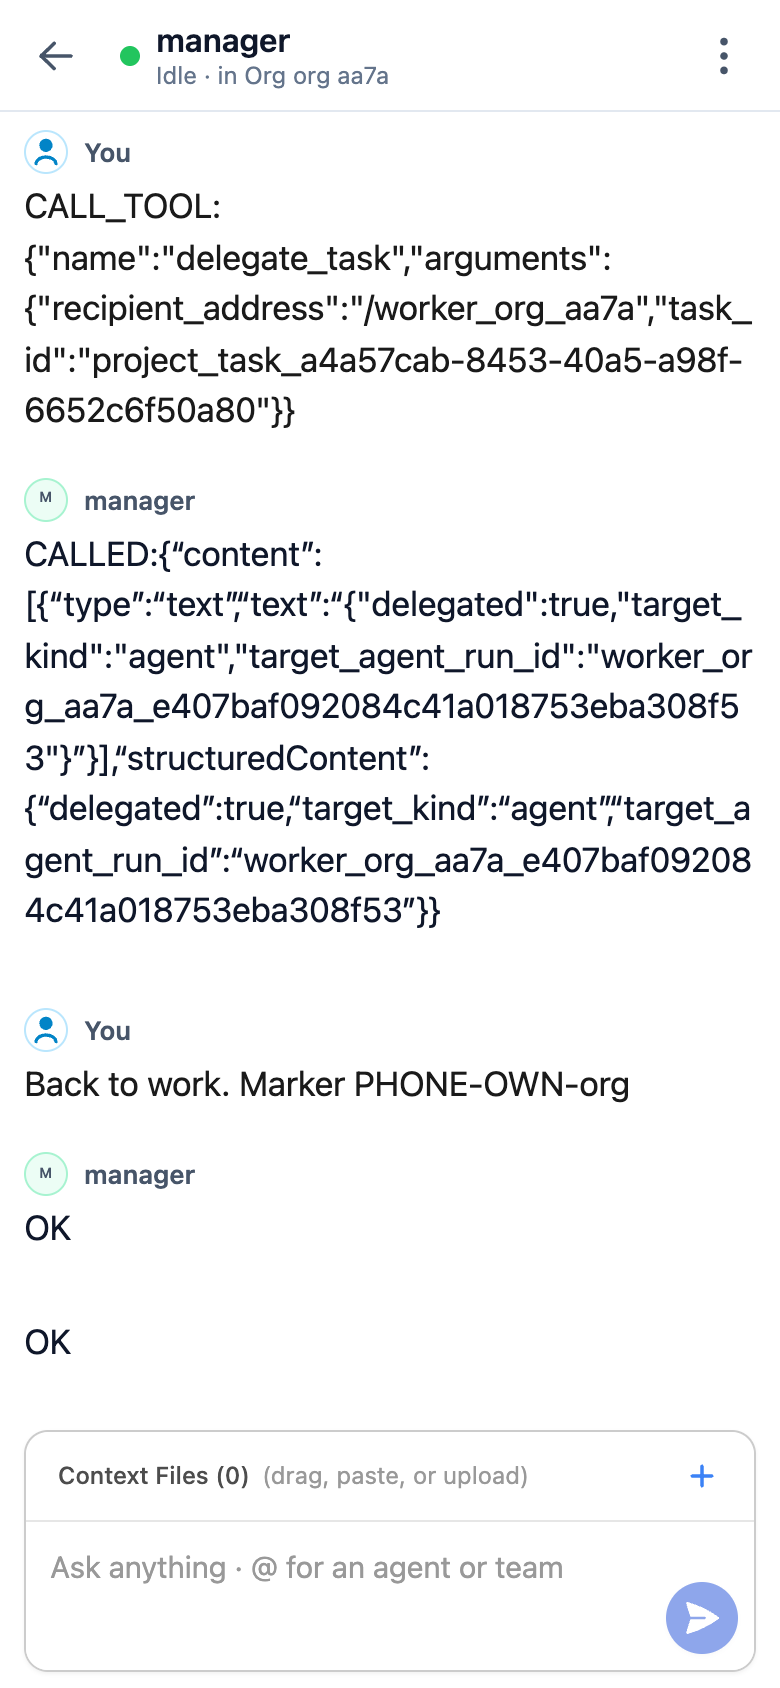 manager
Idle · in Org org aa7a
You
CALL_TOOL:
{"name":"delegate_task","arguments":
{"recipient_address":"/worker_org_aa7a","task_
id":"project_task_a4a57cab-8453-40a5-a98f-
6652c6f50a80"}}
M manager
CALLED:{“content”:
[{“type”:“text”,“text”:“{"delegated":true,"target_
kind":"agent","target_agent_run_id":"worker_or
g_aa7a_e407baf092084c41a018753eba308f5
3"}”}],“structuredContent”:
{“delegated”:true,“target_kind”:“agent”,“target_a
gent_run_id”:“worker_org_aa7a_e407baf09208
4c41a018753eba308f53”}}
You
Back to work. Marker PHONE-OWN-org
M manager
OK
OK
Context Files (0) (drag, paste, or upload)
Ask anything · @ for an agent or team